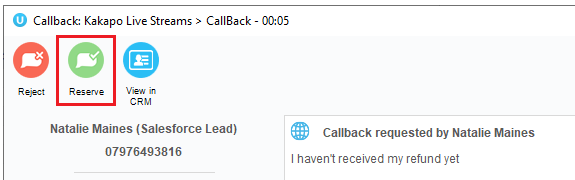 Callback: Kakapo Live Streams > CallBack - 00:05
Reject
Reserve
View in
CRM
Natalie Maines (Salesforce Lead)
07976493816
Callback requested by Natalie Maines
I haven't received my refund yet